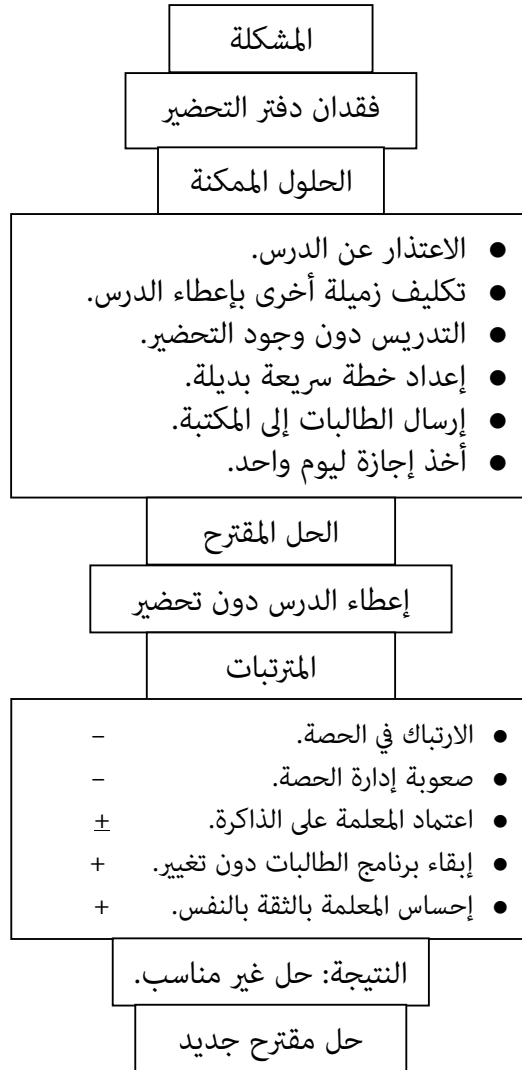 المشكلة
فقدان دفتر التحضير
الحلول الممكنة
● الاعتذار عن الدرس.
● تكليف زميلة أخرى بإعطاء الدرس.
● التدريس دون وجود التحضير.
● إعداد خطة سريعة بديلة.
● إرسال الطالبات إلى المكتبة.
● أخذ إجازة ليوم واحد.
الحل المقترح
إعطاء الدرس دون تحضير
المترتبات
● الارتباك في الحصة. –
● صعوبة إدارة الحصة. –
● اعتماد المعلمة على الذاكرة. ±
● إبقاء برنامج الطالبات دون تغيير. +
● إحساس المعلمة بالثقة بالنفس. +
النتيجة: حل غير مناسب.
حل مقترح جديد